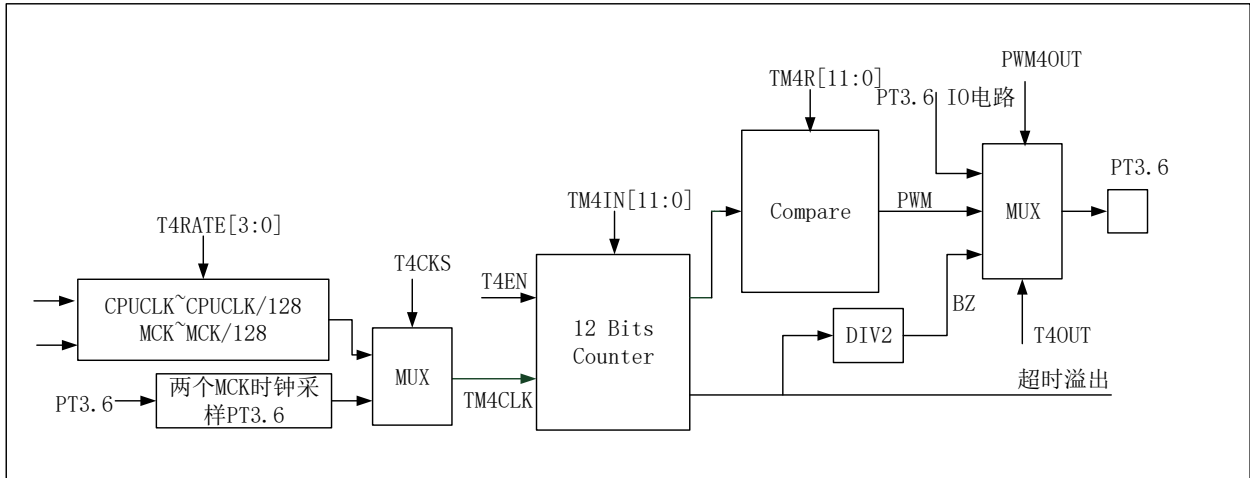 PWM4OUT
TM4R[11:0]
PT3.6 IO电路
PT3.6
TM4IN[11:0]
Compare
PWM
MUX
T4RATE[3:0]
T4CKS
T4EN
CPUCLK~CPUCLK/128
MCK~MCK/128
12 Bits
Counter
BZ
DIV2
T4OUT
MUX
两个MCK时钟采
样PT3.6
PT3.6
TM4CLK
超时溢出